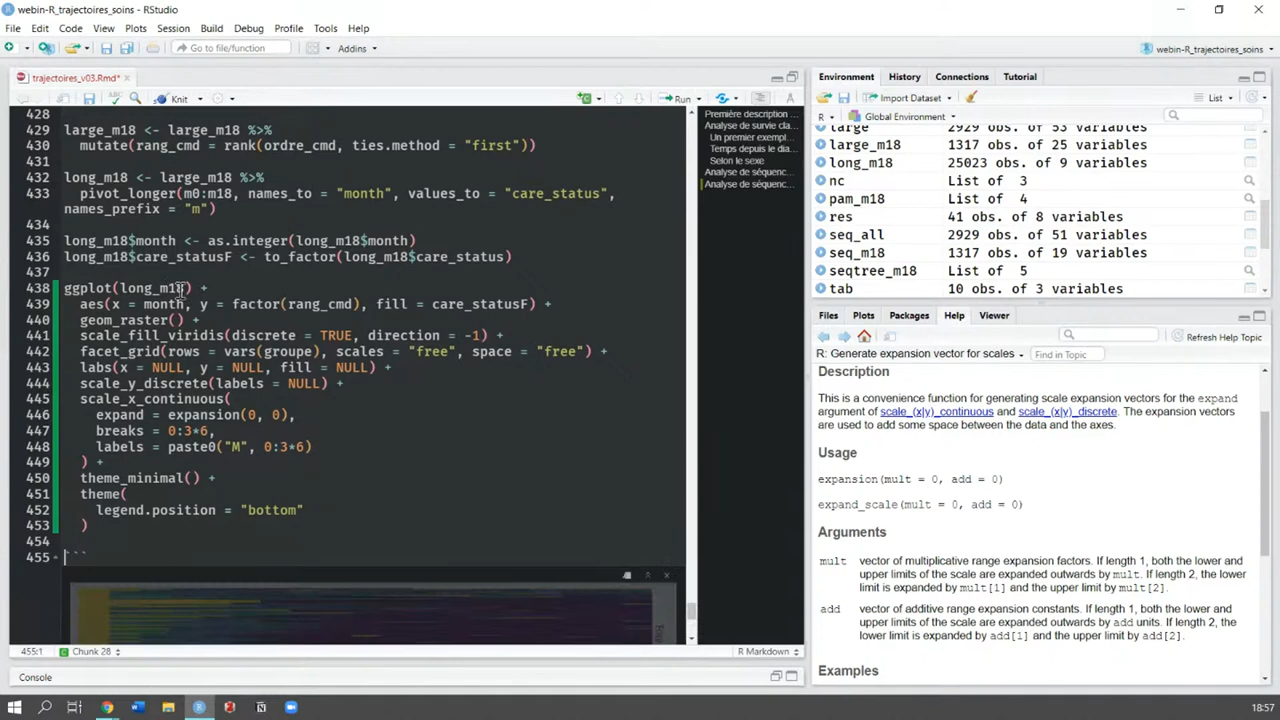 webin-R_trajectoires_soins - RStudio
File Edit Code View Plots Session Build Debug Profile Tools Help
Go to file/function Addins webin-R_trajectoires_soins
trajectoires_v03.Rmd*
Knit Run
428
429 large_m18 <- large_m18 %>%
430 mutate(rang_cmd = rank(ordre_cmd, ties.method = "first"))
431
432 long_m18 <- large_m18 %>%
433 pivot_longer(m0:m18, names_to = "month", values_to = "care_status",
names_prefix = "m")
434
435 long_m18$month <- as.integer(long_m18$month)
436 long_m18$care_statusF <- to_factor(long_m18$care_status)
437
438 ggplot(long_m18) +
439 aes(x = month, y = factor(rang_cmd), fill = care_statusF) +
440 geom_raster() +
441 scale_fill_viridis(discrete = TRUE, direction = -1) +
442 facet_grid(rows = vars(groupe), scales = "free", space = "free") +
443 labs(x = NULL, y = NULL, fill = NULL) +
444 scale_y_discrete(labels = NULL) +
445 scale_x_continuous(
446 expand = expansion(0, 0),
447 breaks = 0:3*6,
448 labels = paste0("M", 0:3*6)
449 ) +
450 theme_minimal() +
451 theme(
452 legend.position = "bottom"
453 )
454
455 ```
455:1 Chunk 28 R Markdown
Console
Première description ...
Analyse de survie cla...
Un premier exempl...
Temps depuis le dia...
Selon le sexe
Analyse de séquenc...
Analyse de séquenc...
Environment History Connections Tutorial
Import Dataset List
R Global Environment
large 2929 obs. of 53 variables
large_m18 1317 obs. of 25 variables
long_m18 25023 obs. of 9 variables
nc List of 3
pam_m18 List of 4
res 41 obs. of 8 variables
seq_all 2929 obs. of 51 variables
seq_m18 1317 obs. of 19 variables
seqtree_m18 List of 5
tab 10 obs. of 3 variables
Files Plots Packages Help Viewer
Refresh Help Topic
R: Generate expansion vector for scales Find in Topic
Description
This is a convenience function for generating scale expansion vectors for the expand
argument of scale_(x|y)_continuous and scale_(x|y)_discrete. The expansion vectors
are used to add some space between the data and the axes.
Usage
expansion(mult = 0, add = 0)
expand_scale(mult = 0, add = 0)
Arguments
mult vector of multiplicative range expansion factors. If length 1, both the lower and
upper limits of the scale are expanded outwards by mult. If length 2, the lower
limit is expanded by mult[1] and the upper limit by mult[2].
add vector of additive range expansion constants. If length 1, both the lower and
upper limits of the scale are expanded outwards by add units. If length 2, the
lower limit is expanded by add[1] and the upper limit by add[2].
Examples
18:57